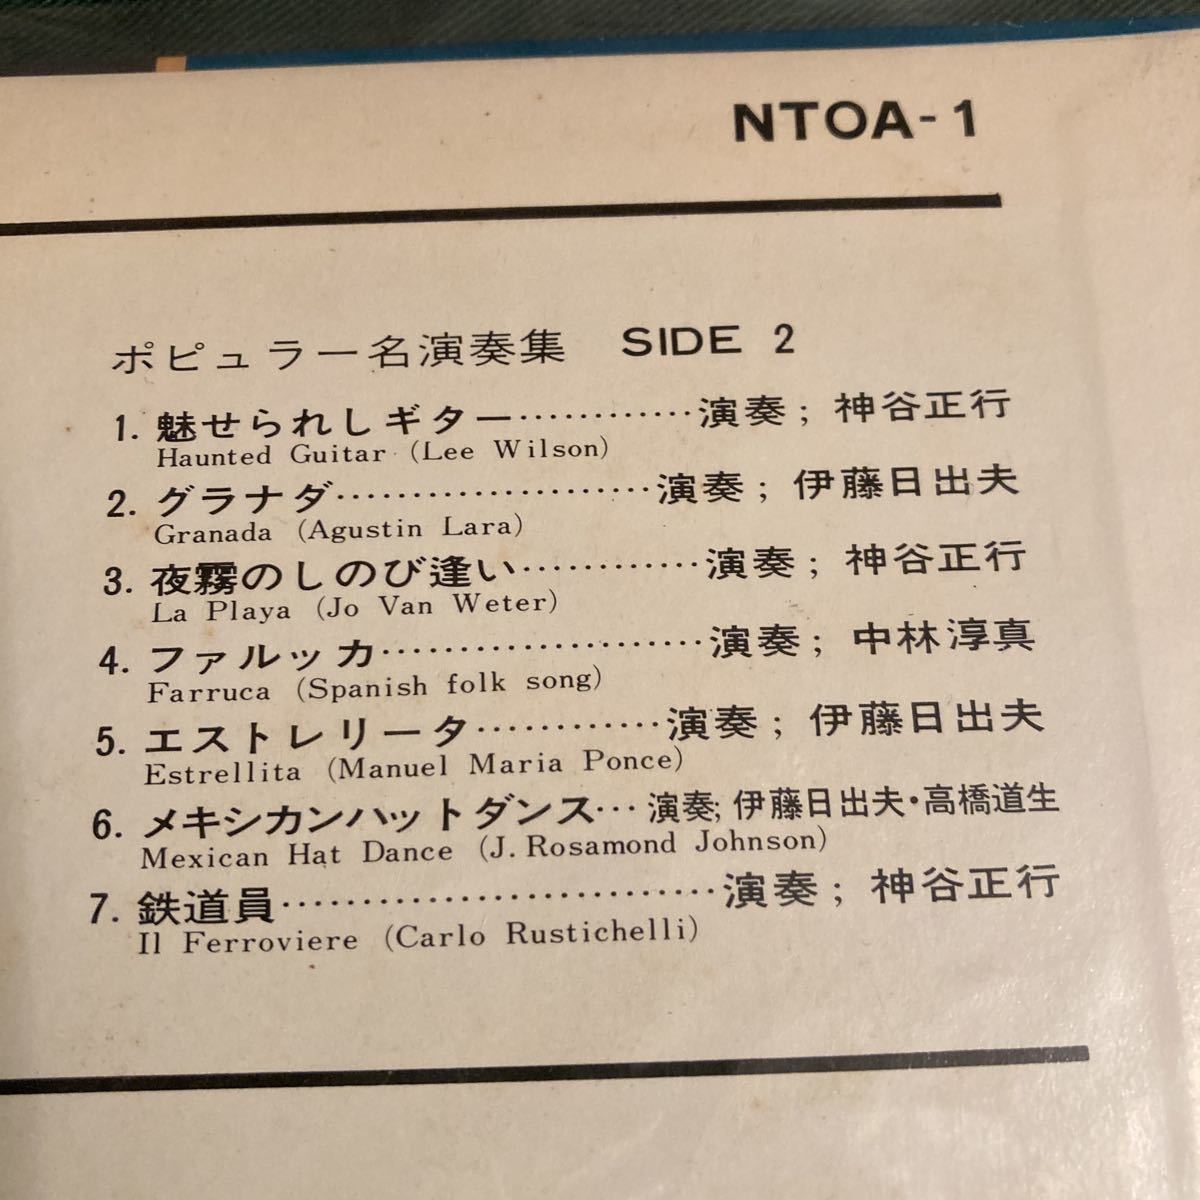 NTOA-1
ポピュラー名演奏集 SIDE 2
1. 魅せられしギター…………演奏; 神谷正行
Haunted Guitar (Lee Wilson)
2. グラナダ……………………演奏; 伊藤日出夫
Granada (Agustin Lara)
3. 夜霧のしのび逢い…………演奏; 神谷正行
La Playa (Jo Van Weter)
4. ファルッカ……………………演奏; 中林淳真
Farruca (Spanish folk song)
5. エストレリータ…………演奏; 伊藤日出夫
Estrellita (Manuel Maria Ponce)
6. メキシカンハットダンス…演奏; 伊藤日出夫・高橋道生
Mexican Hat Dance (J. Rosamond Johnson)
7. 鉄道員……………………………演奏; 神谷正行
Il Ferroviere (Carlo Rustichelli)